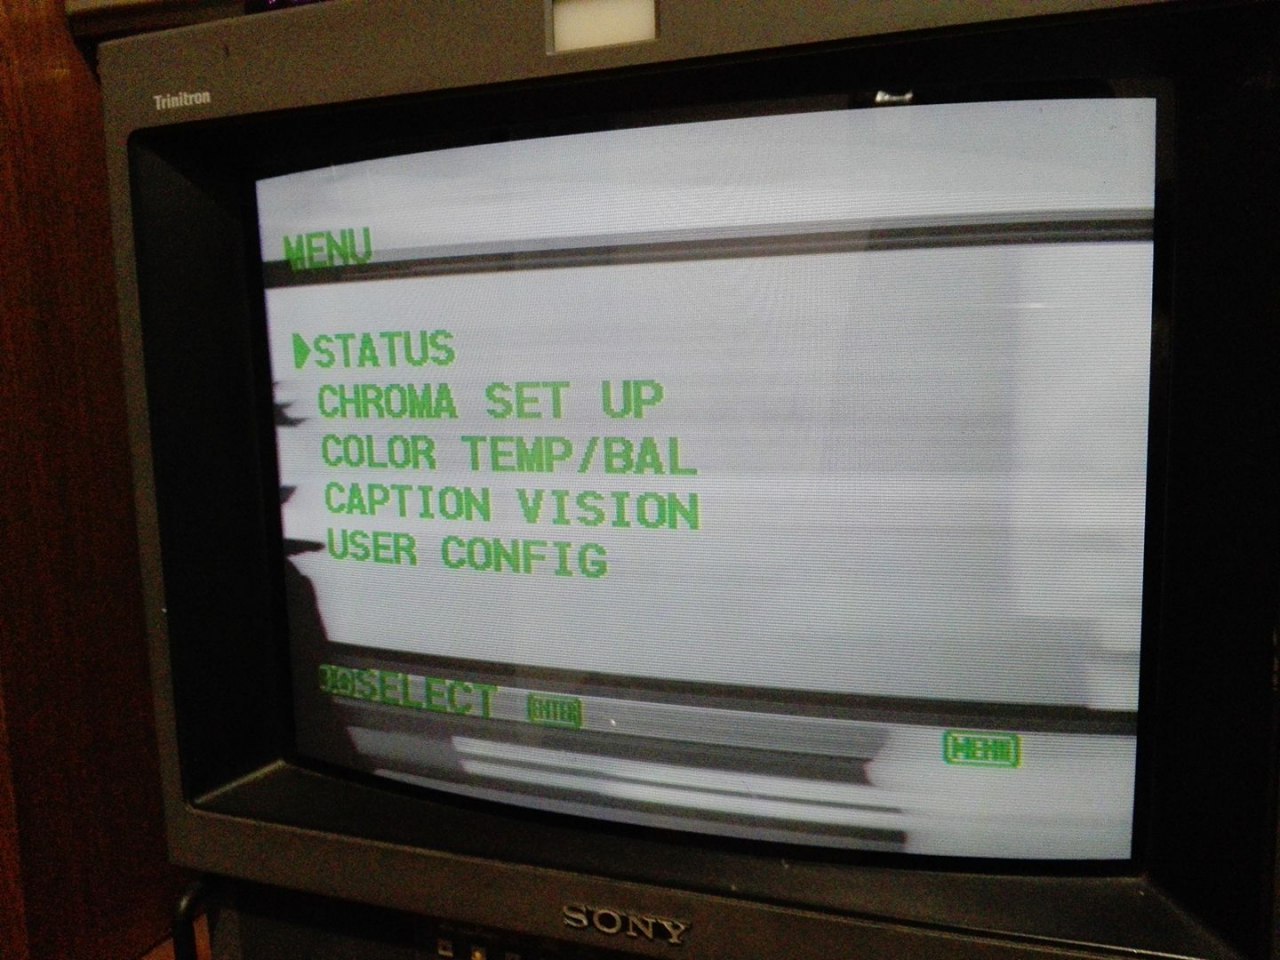 Trinitron
MENU
STATUS
CHROMA SET UP
COLOR TEMP/BAL
CAPTION VISION
USER CONFIG
SELECT ENTER
MENU
SONY